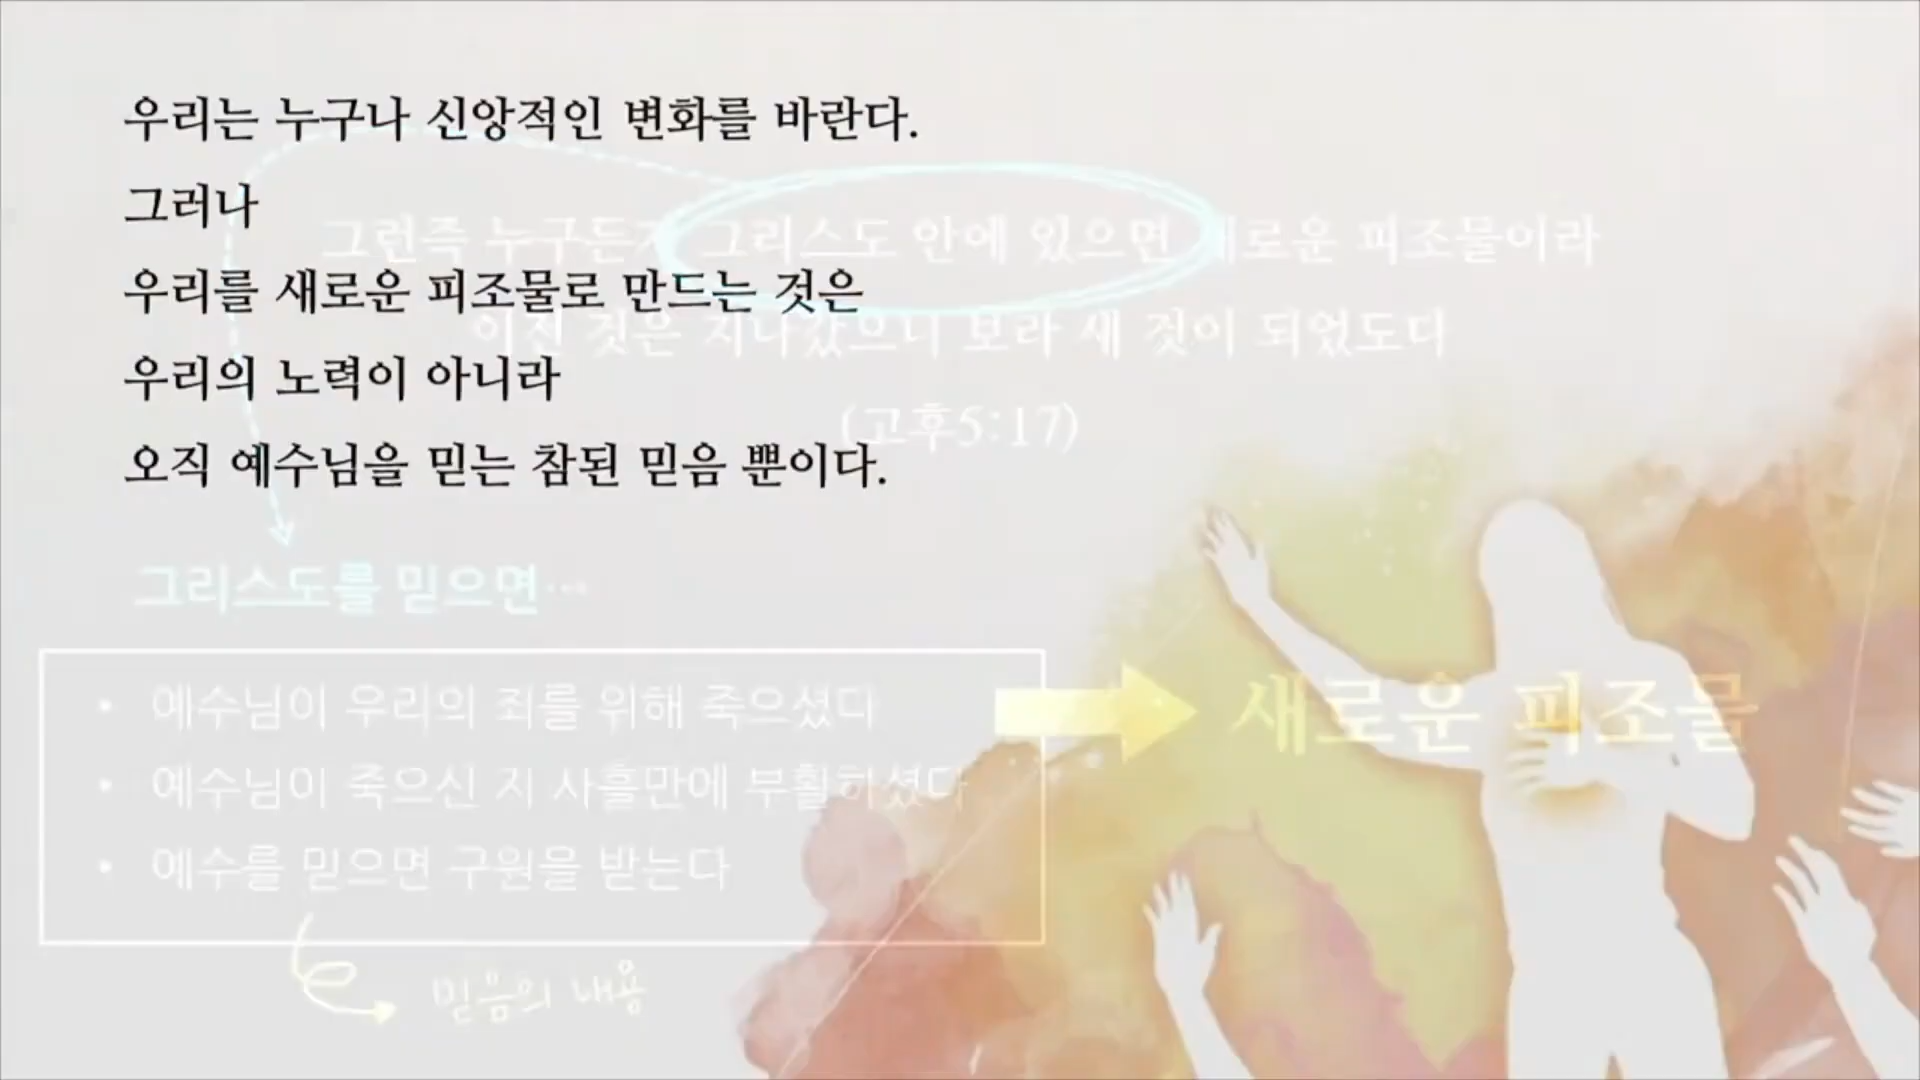 우리는 누구나 신앙적인 변화를 바란다.
그러나
우리를 새로운 피조물로 만드는 것은
우리의 노력이 아니라
오직 예수님을 믿는 참된 믿음 뿐이다.
그런즉 누구든지 그리스도 안에 있으면 새로운 피조물이라
이전 것은 지나갔으니 보라 새 것이 되었도다
(고후5:17)
그리스도를 믿으면…
• 예수님이 우리의 죄를 위해 죽으셨다
• 예수님이 죽으신 지 사흘만에 부활하셨다
• 예수를 믿으면 구원을 받는다
새로운 피조물
믿음의 내용